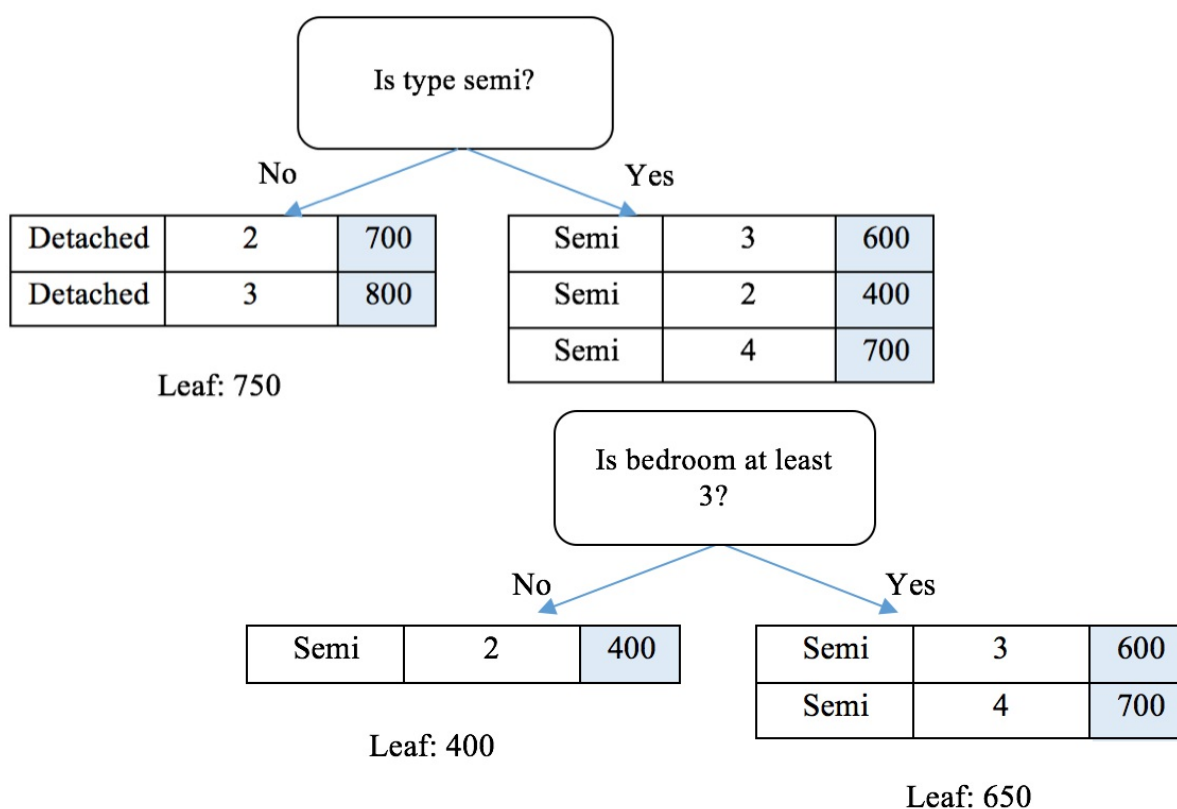 Is type semi?
No
Yes
Detached 2 700
Detached 3 800
Leaf: 750
Semi 3 600
Semi 2 400
Semi 4 700
Is bedroom at least
3?
No
Yes
Semi 2 400
Leaf: 400
Semi 3 600
Semi 4 700
Leaf: 650